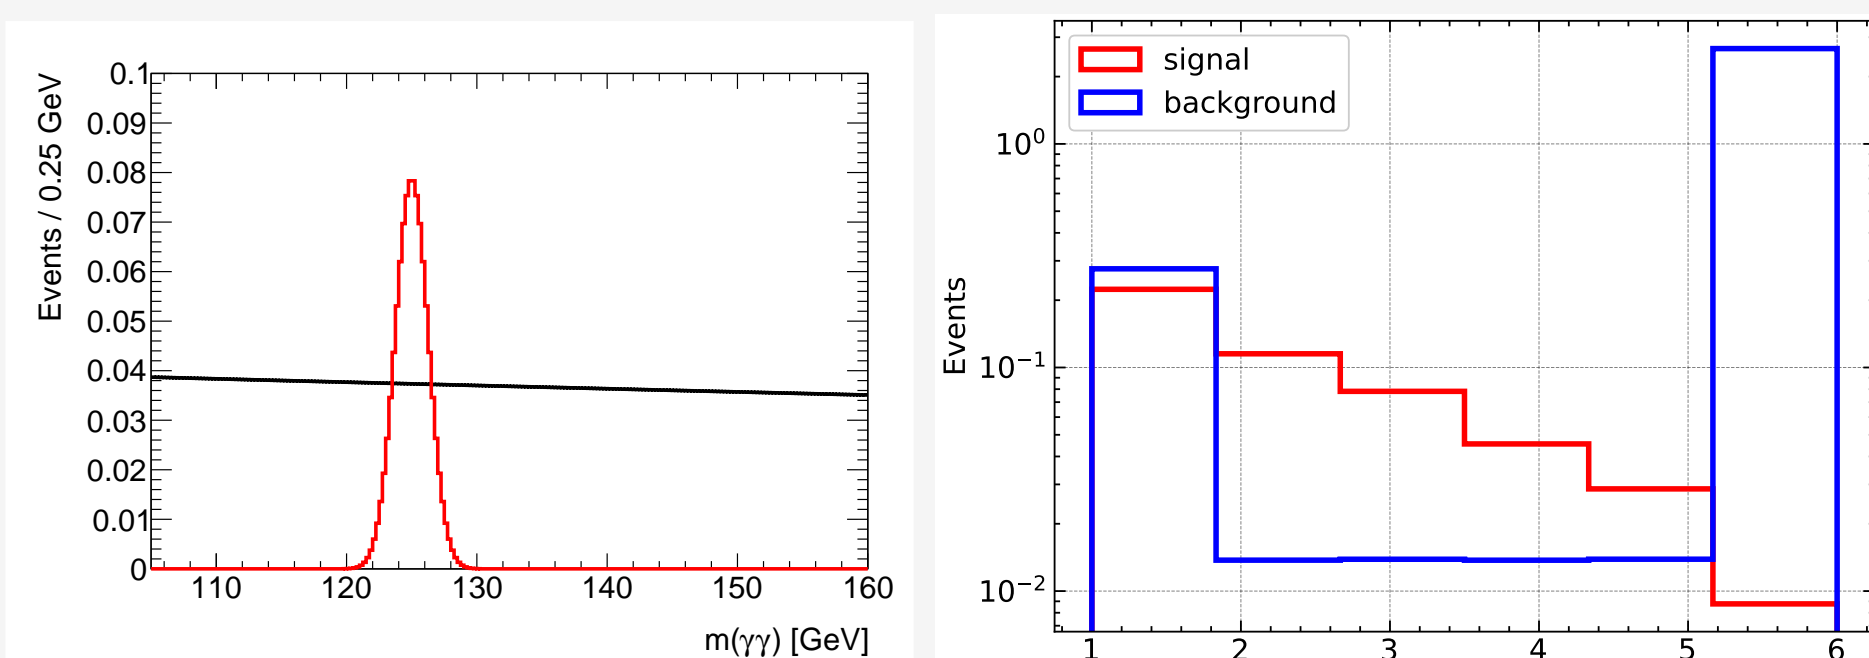 Events / 0.25 GeV
0.1
0.09
0.08
0.07
0.06
0.05
0.04
0.03
0.02
0.01
0
110 120 130 140 150 160
m(γγ) [GeV]
signal
background
Events
10⁰
10⁻¹
10⁻²
1 2 3 4 5 6